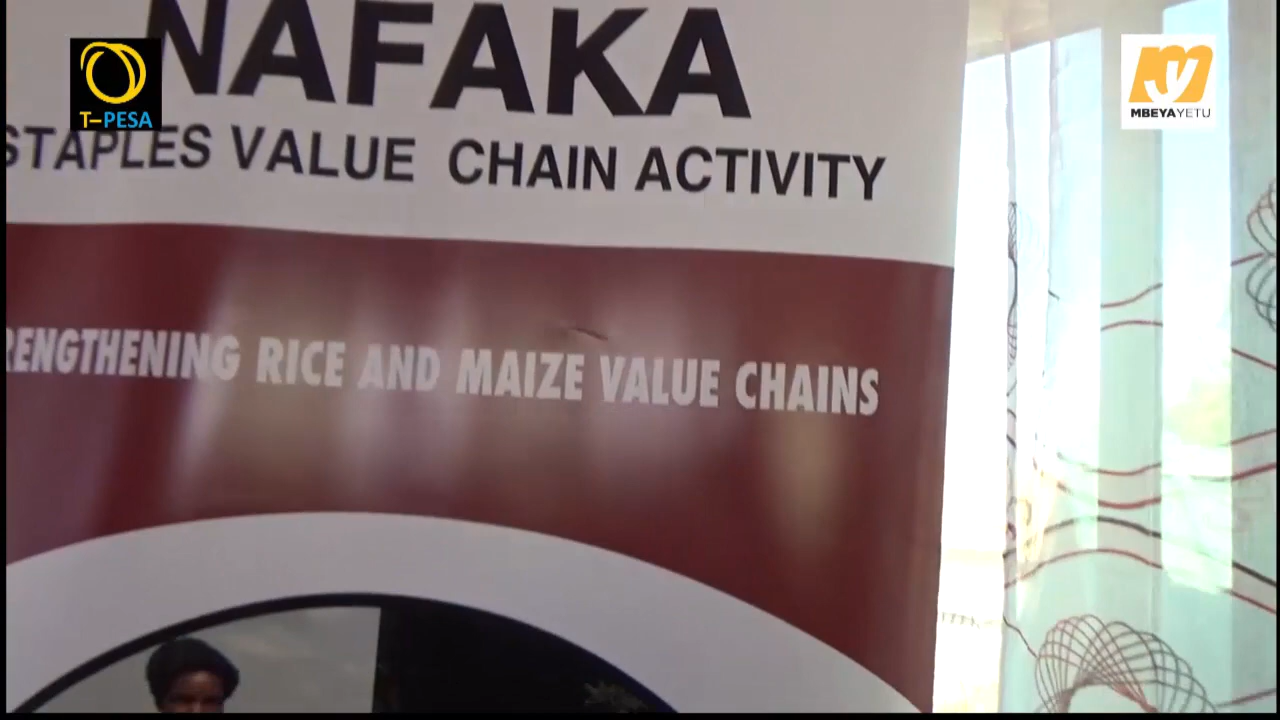 NAFAKA
STAPLES VALUE CHAIN ACTIVITY
RENGTHENING RICE AND MAIZE VALUE CHAINS
T-PESA
MBEYAYETU